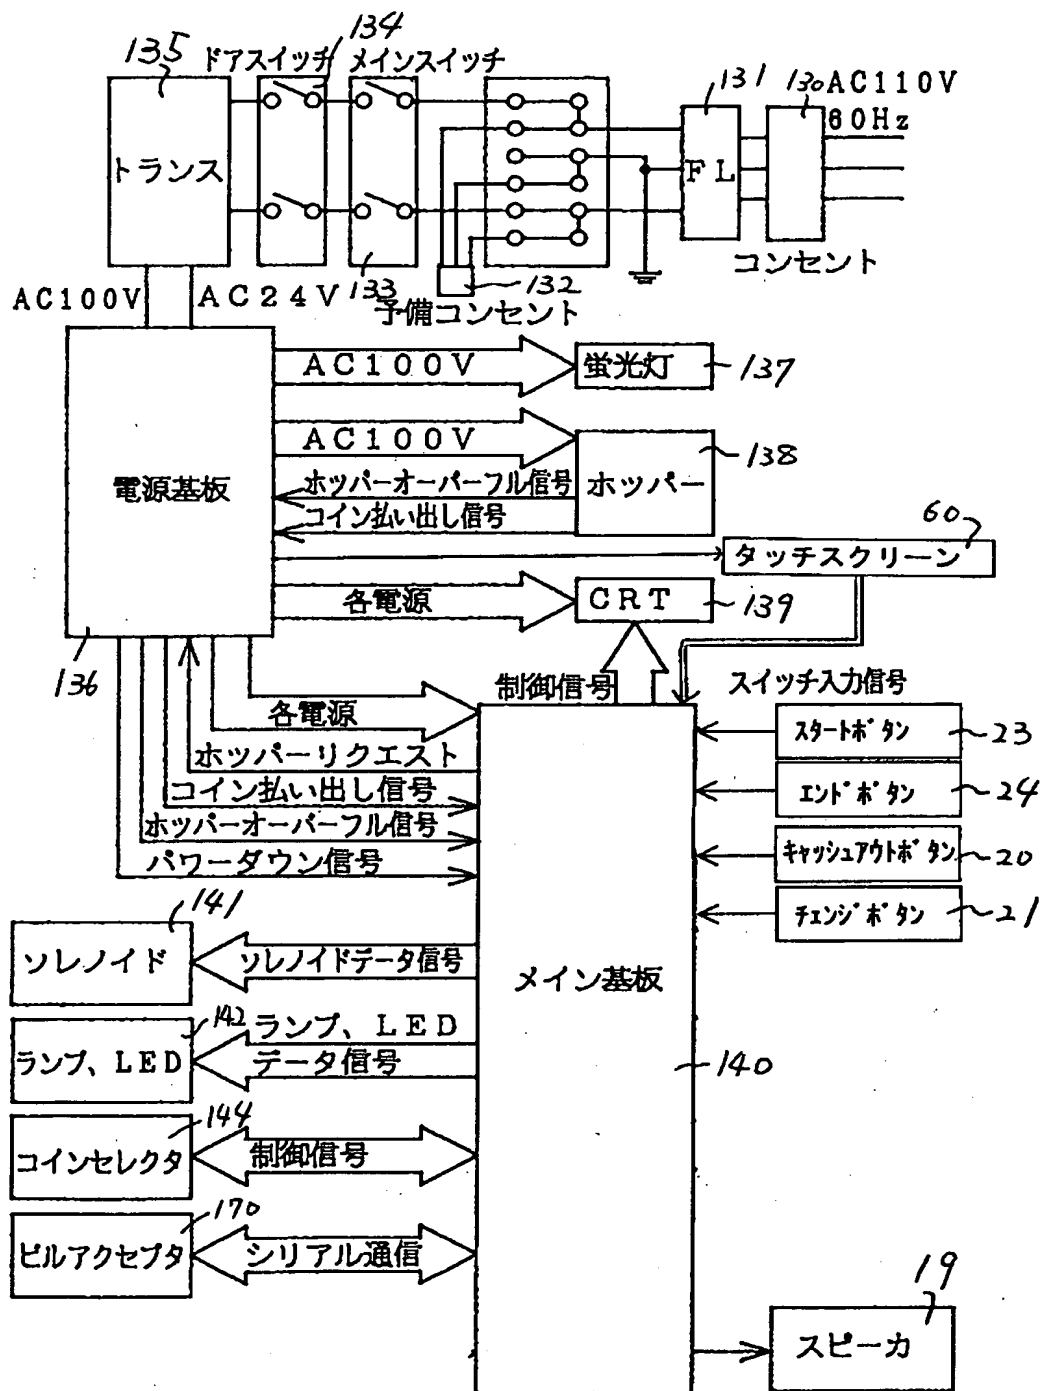 135
ドアスイッチ
134
メインスイッチ
131
130
AC110V
60Hz
トランス
FL
コンセント
133
132
予備コンセント
AC100V
AC24V
AC100V
蛍光灯
137
AC100V
138
電源基板
ホッパーオーバーフル信号
ホッパー
コイン払い出し信号
60
タッチスクリーン
各電源
CRT
139
136
制御信号
スイッチ入力信号
各電源
スタートボタン
23
ホッパーリクエスト
コイン払い出し信号
エンドボタン
24
ホッパーオーバーフル信号
キャッシュアウトボタン
20
パワーダウン信号
チェンジボタン
21
141
ソレノイド
ソレノイドデータ信号
メイン基板
142
ランプ、LED
ランプ、LED
データ信号
140
144
コインセレクタ
制御信号
170
ビルアクセプタ
シリアル通信
19
スピーカ